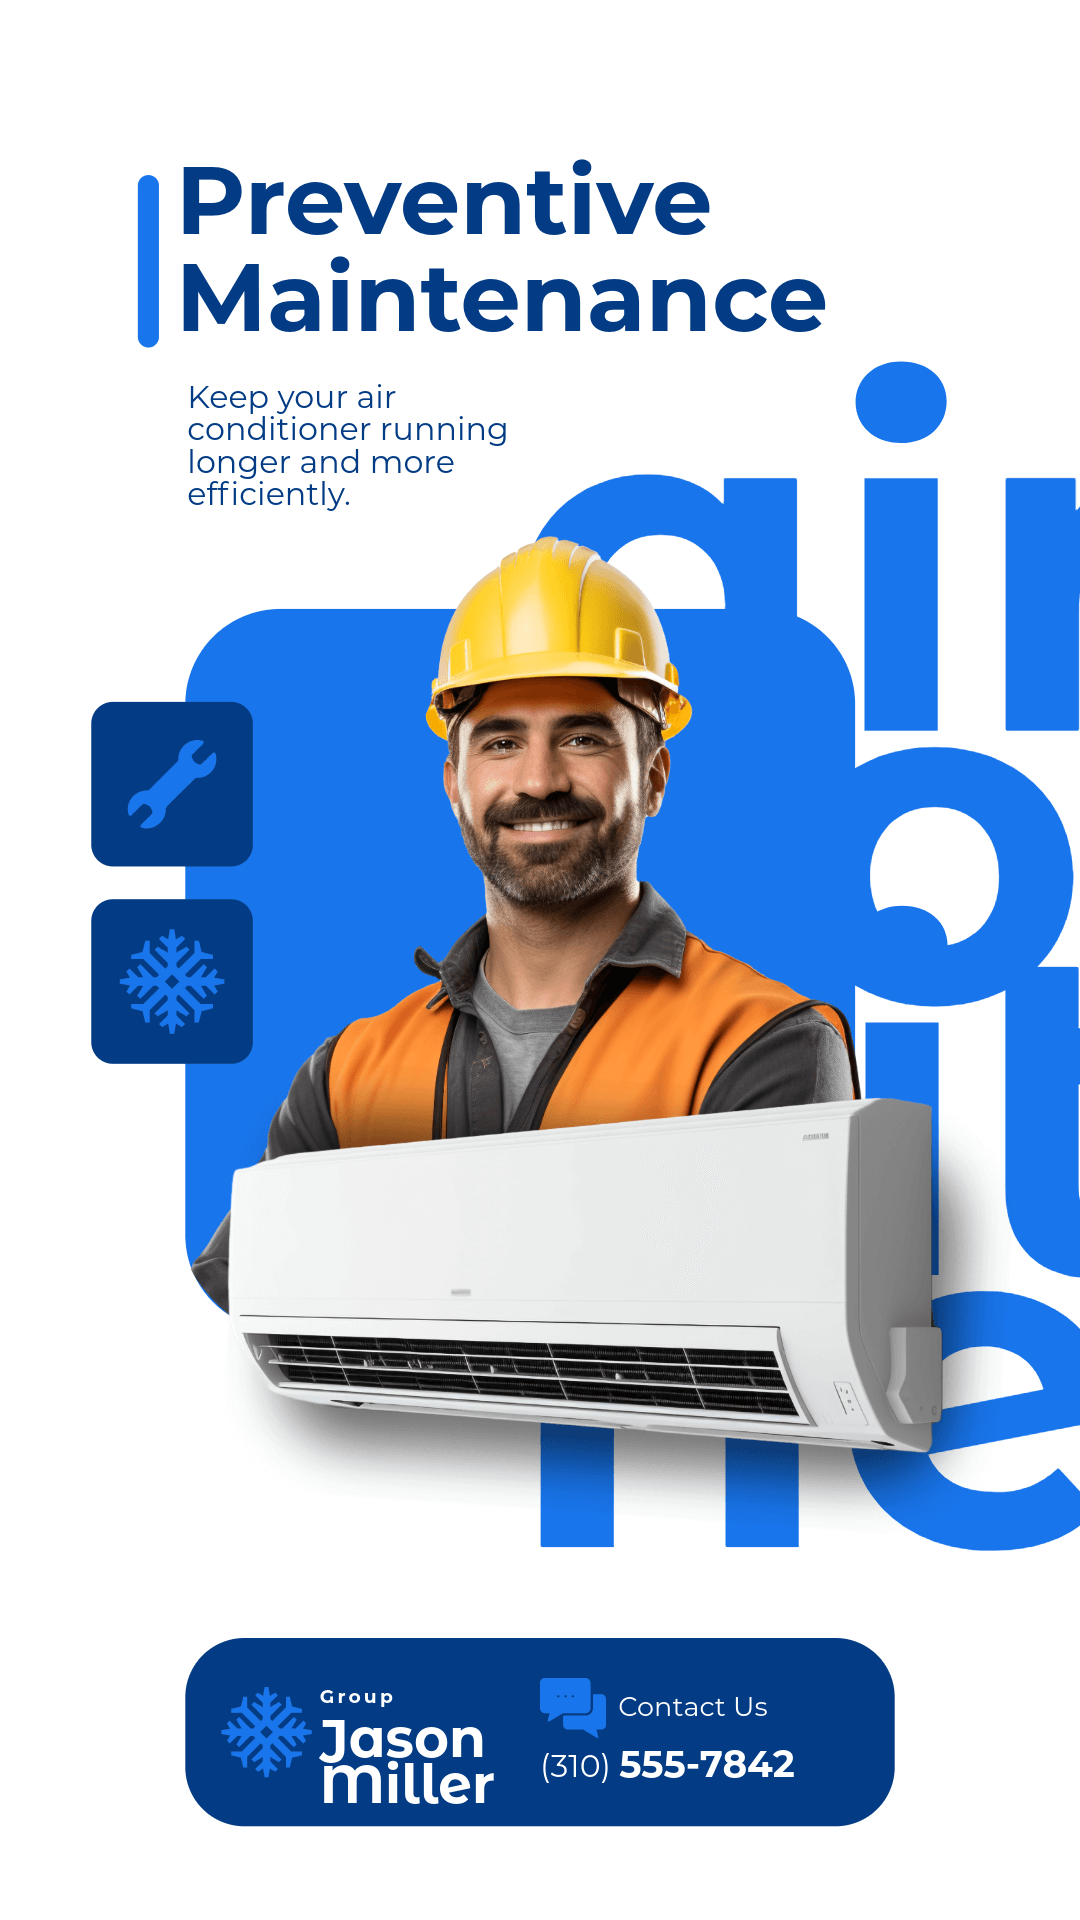 Preventive
Maintenance
Keep your air
conditioner running
longer and more
efficiently.
air
Group
Jason
Miller
Contact Us
(310) 555-7842